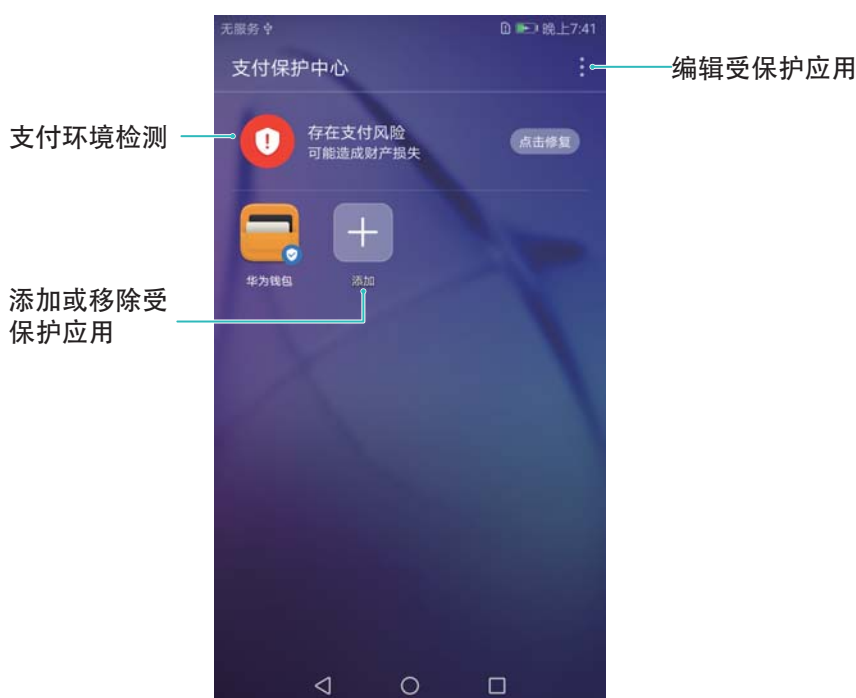 无服务 晚上7:41
支付保护中心
编辑受保护应用
支付环境检测
存在支付风险
可能造成财产损失
点击修复
华为钱包
添加
添加或移除受
保护应用